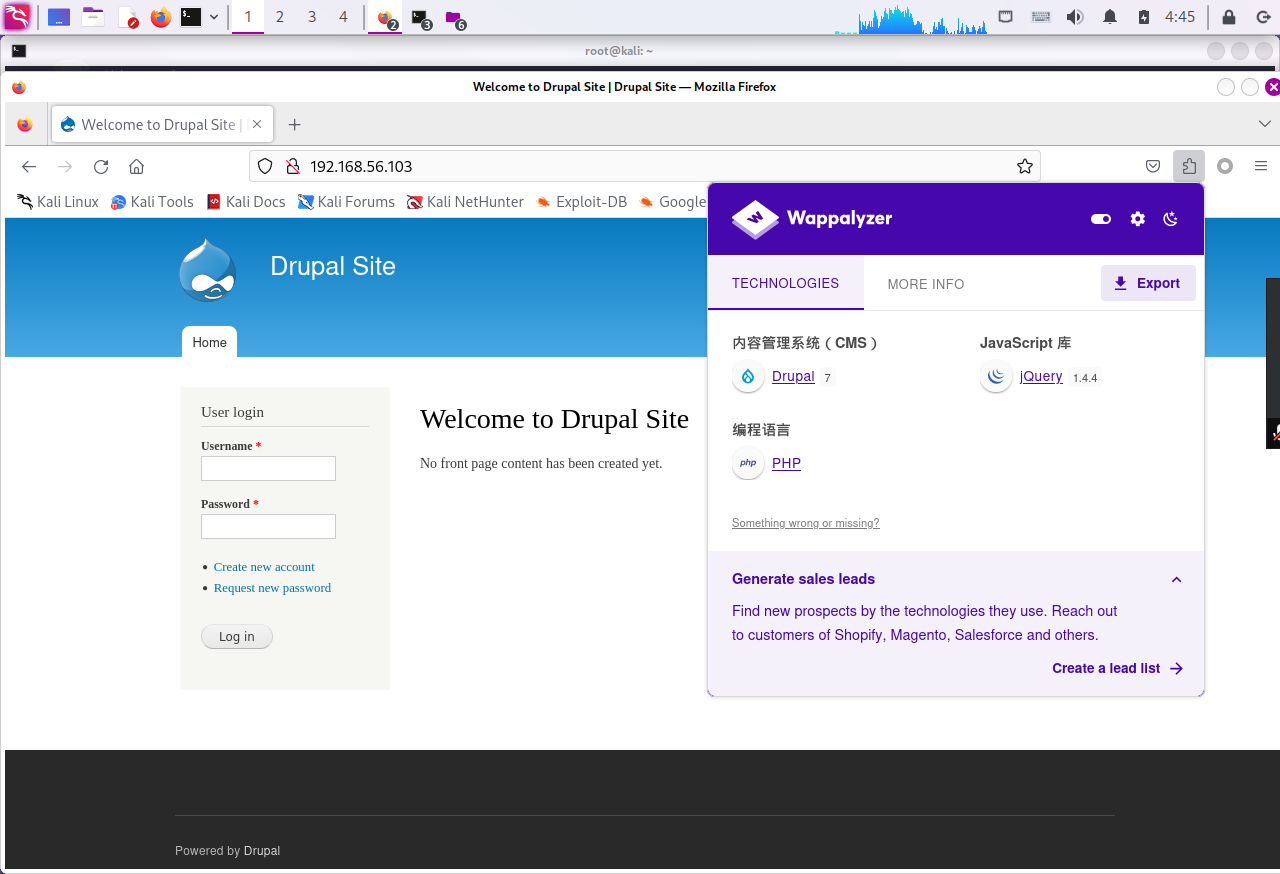 1 2 3 4 2 3 6 4:45
root@kali: ~
Welcome to Drupal Site | Drupal Site — Mozilla Firefox
Welcome to Drupal Site |
192.168.56.103
Kali Linux Kali Tools Kali Docs Kali Forums Kali NetHunter Exploit-DB Google
Wappalyzer
Drupal Site
TECHNOLOGIES MORE INFO Export
Home
内容管理系统（CMS） JavaScript 库
Drupal 7 jQuery 1.4.4
User login
Welcome to Drupal Site
编程语言
Username *
No front page content has been created yet.
php PHP
Password *
Something wrong or missing?
Create new account
Request new password
Generate sales leads
Find new prospects by the technologies they use. Reach out
to customers of Shopify, Magento, Salesforce and others.
Log in
Create a lead list
Powered by Drupal